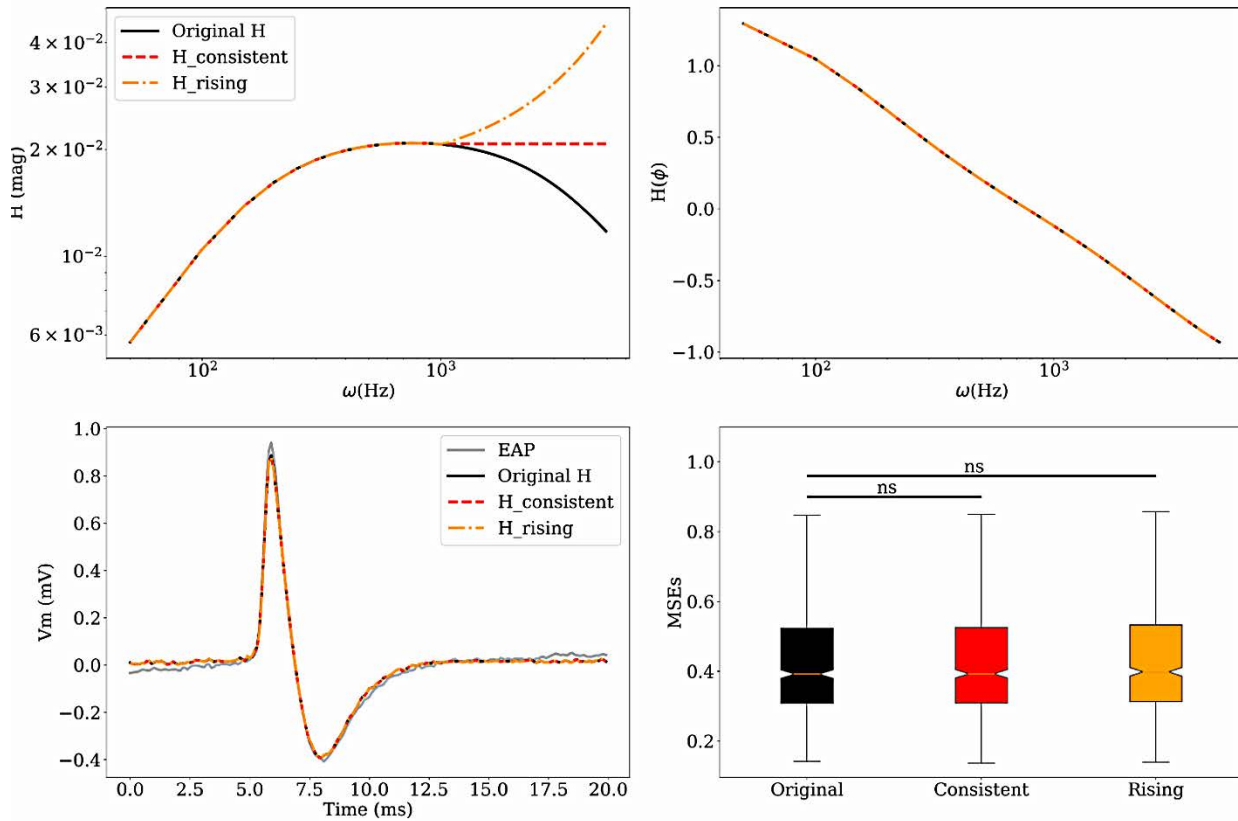 Original H
H_consistent
H_rising
4 × 10⁻²
3 × 10⁻²
2 × 10⁻²
10⁻²
6 × 10⁻³
H (mag)
10²
10³
ω(Hz)
1.0
0.5
0.0
−0.5
−1.0
H(ϕ)
10²
10³
ω(Hz)
EAP
Original H
H_consistent
H_rising
1.0
0.8
0.6
0.4
0.2
0.0
−0.2
−0.4
Vm (mV)
0.0 2.5 5.0 7.5 10.0 12.5 15.0 17.5 20.0
Time (ms)
ns
ns
1.0
0.8
0.6
0.4
0.2
MSEs
Original Consistent Rising